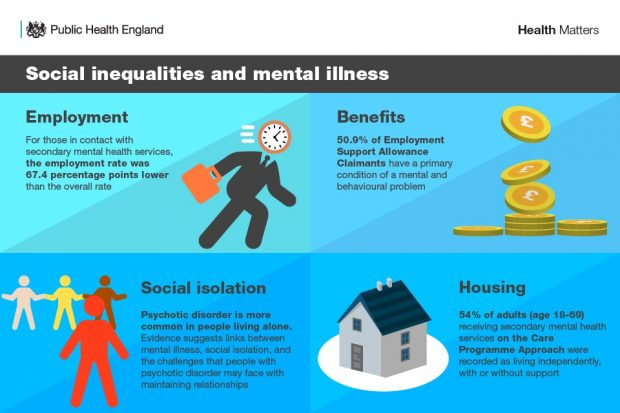 Public Health England
Health Matters
Social inequalities and mental illness
Employment
For those in contact with
secondary mental health services,
the employment rate was
67.4 percentage points lower
than the overall rate
Benefits
50.9% of Employment
Support Allowance
Claimants have a primary
condition of a mental and
behavioural problem
£
£
£
Social isolation
Psychotic disorder is more
common in people living alone.
Evidence suggests links between
mental illness, social isolation, and
the challenges that people with
psychotic disorder may face with
maintaining relationships
Housing
54% of adults (age 18-69)
receiving secondary mental health
services on the Care
Programme Approach were
recorded as living independently,
with or without support